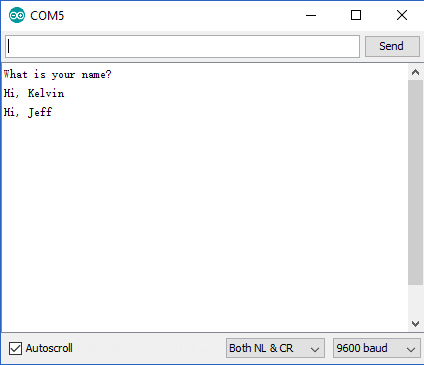 COM5
Send
What is your name?
Hi, Kelvin
Hi, Jeff
Autoscroll
Both NL & CR
9600 baud